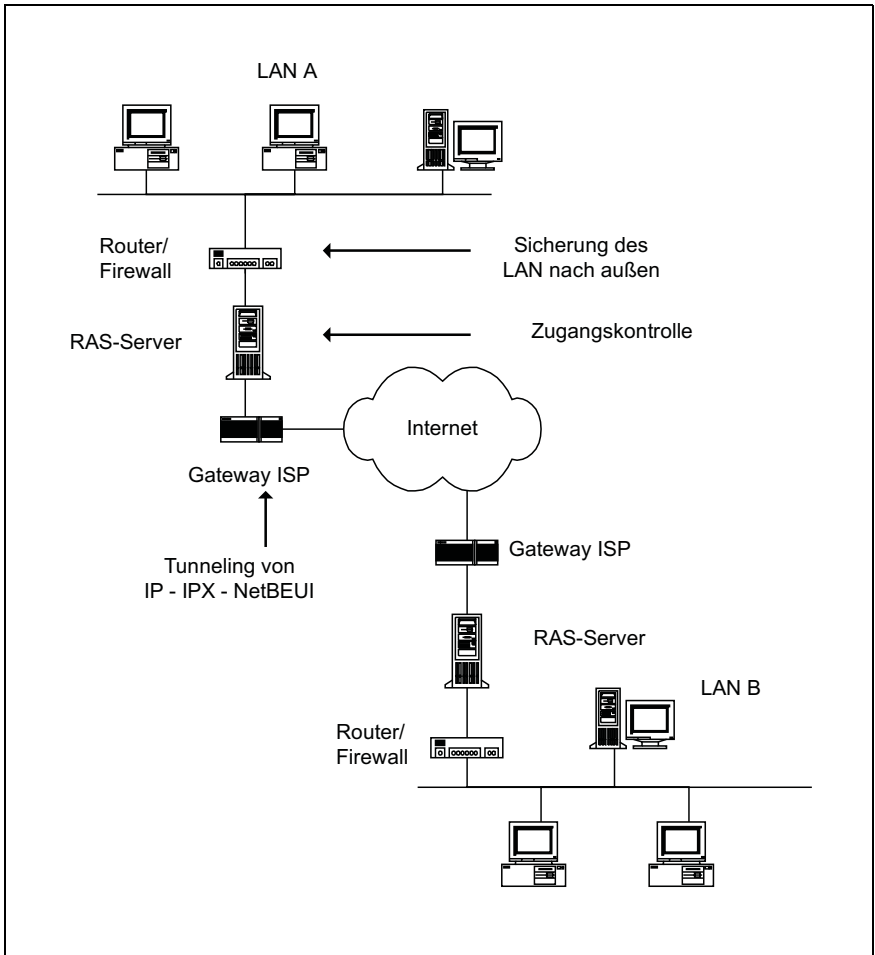 LAN A
Router/
Firewall
Sicherung des
LAN nach außen
RAS-Server
Zugangskontrolle
Internet
Gateway ISP
Tunneling von
IP - IPX - NetBEUI
Gateway ISP
RAS-Server
LAN B
Router/
Firewall